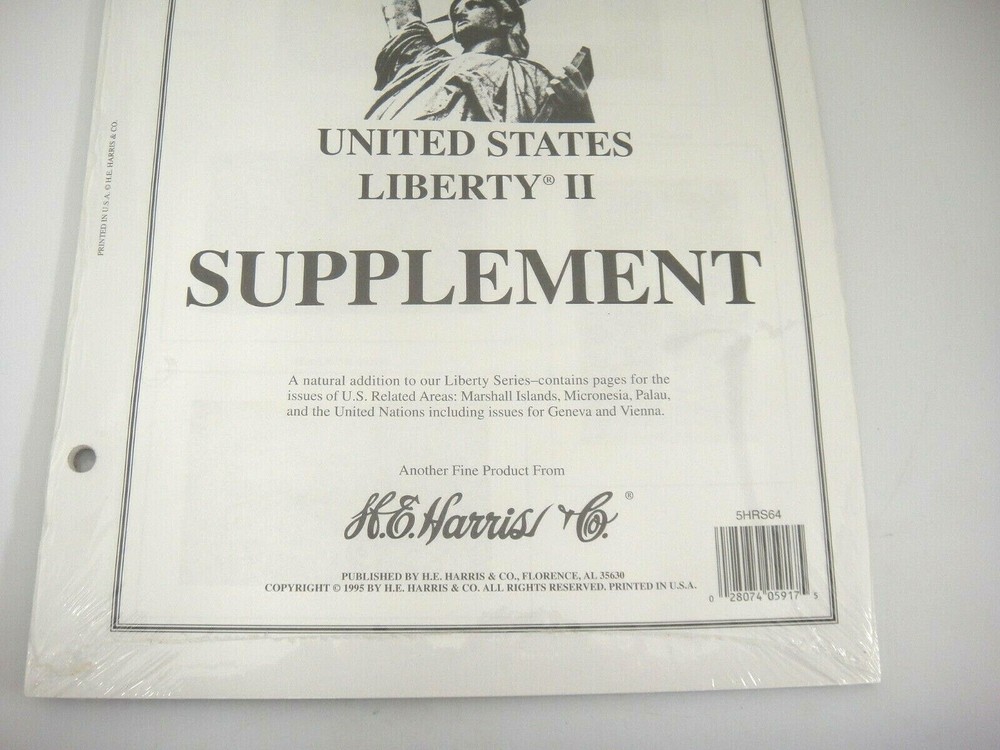 UNITED STATES
LIBERTY® II
SUPPLEMENT
A natural addition to our Liberty Series–contains pages for the
issues of U.S. Related Areas: Marshall Islands, Micronesia, Palau,
and the United Nations including issues for Geneva and Vienna.
Another Fine Product From
H.E. Harris & Co.®
PUBLISHED BY H.E. HARRIS & CO., FLORENCE, AL 35630
COPYRIGHT © 1995 BY H.E. HARRIS & CO. ALL RIGHTS RESERVED. PRINTED IN U.S.A.
5HRS64
0 28074 05917 5
PRINTED IN U.S.A. © H.E. HARRIS & CO.